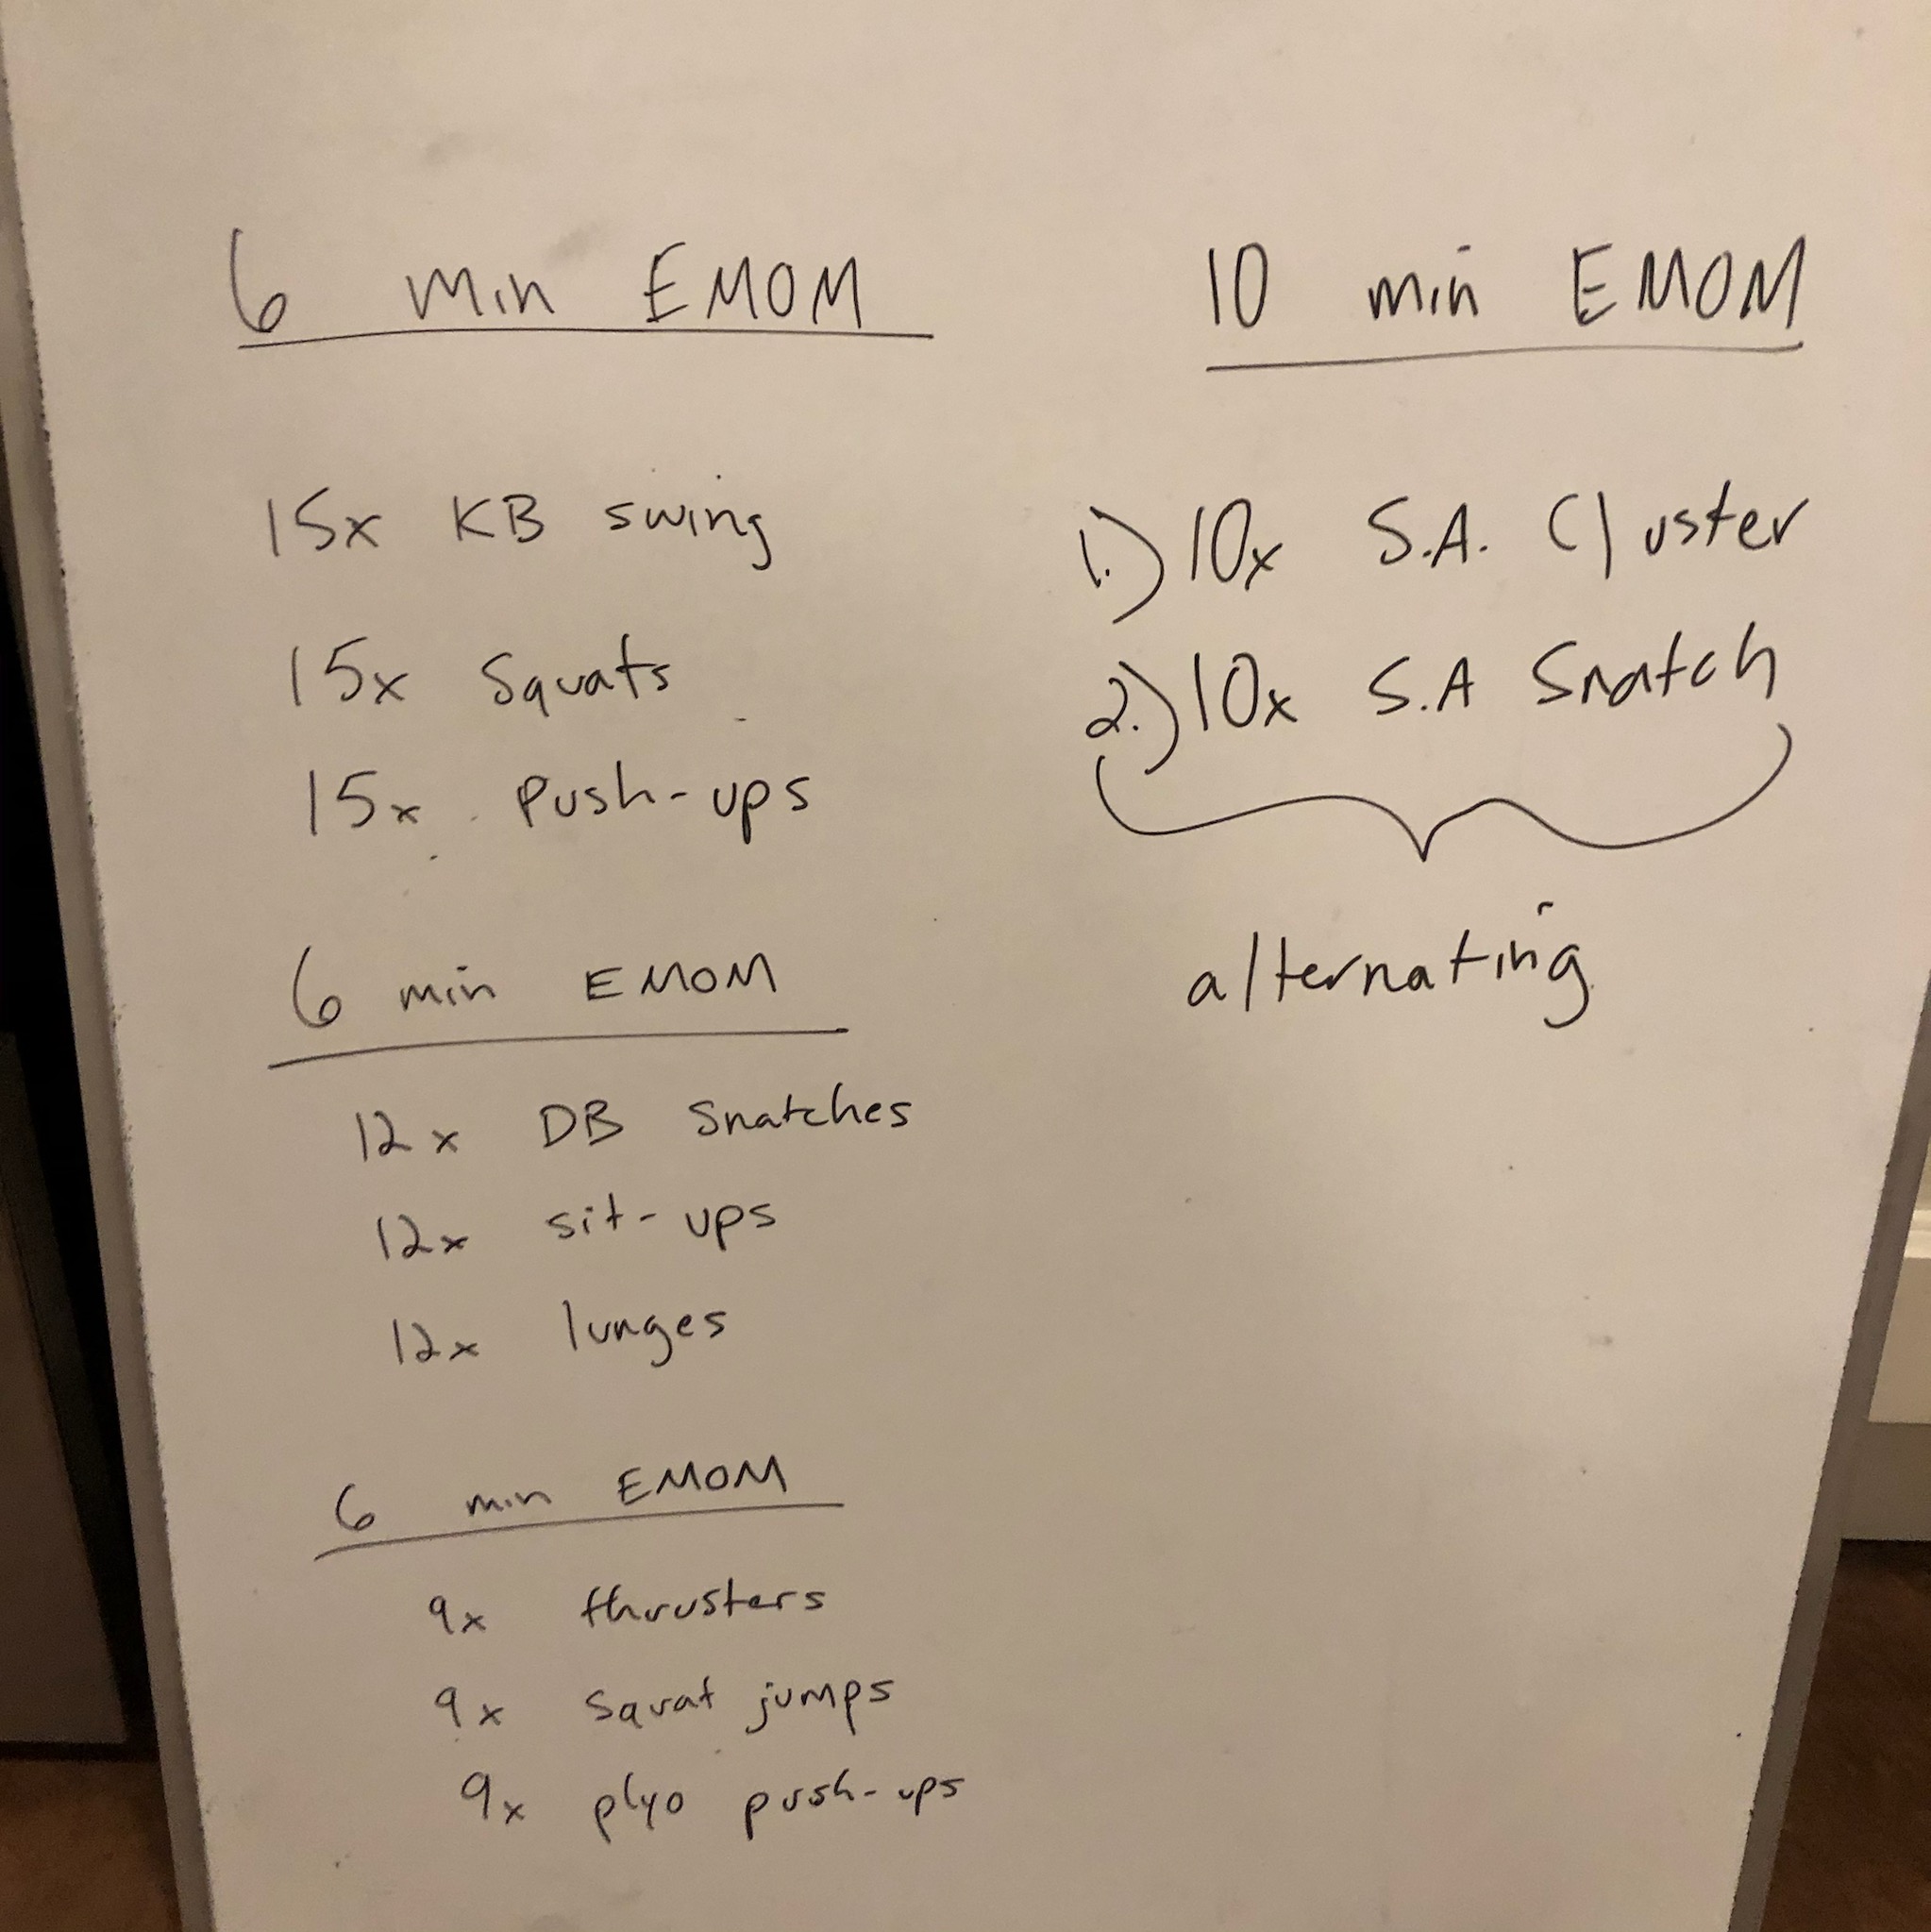 6 min EMOM
15x KB swing
15x Squats
15x Push-ups
6 min EMOM
12x DB Snatches
12x sit-ups
12x lunges
6 min EMOM
9x thrusters
9x squat jumps
9x plyo push-ups
10 min EMOM
1.) 10x S.A. Cluster
2.) 10x S.A Snatch
alternating